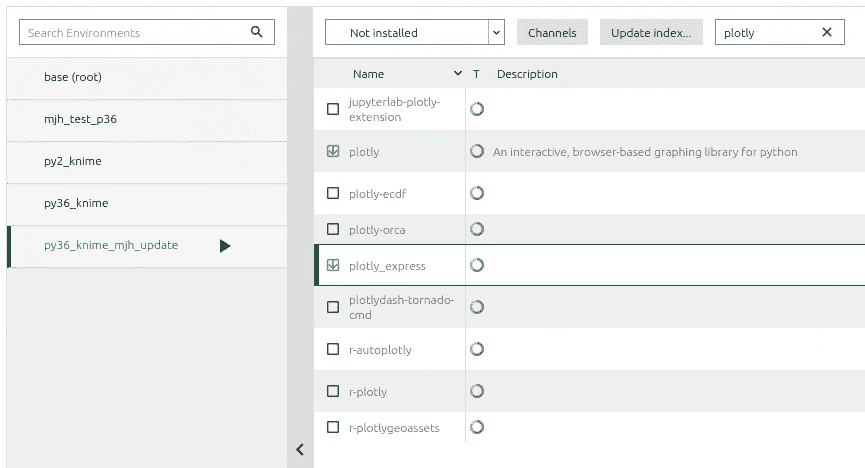 Search Environments
base (root)
mjh_test_p36
py2_knime
py36_knime
py36_knime_mjh_update
Not installed
Channels
Update index...
plotly
Name T Description
jupyterlab-plotly-
extension
plotly An interactive, browser-based graphing library for python
plotly-ecdf
plotly-orca
plotly_express
plotlydash-tornado-
cmd
r-autoplotly
r-plotly
r-plotlygeoassets